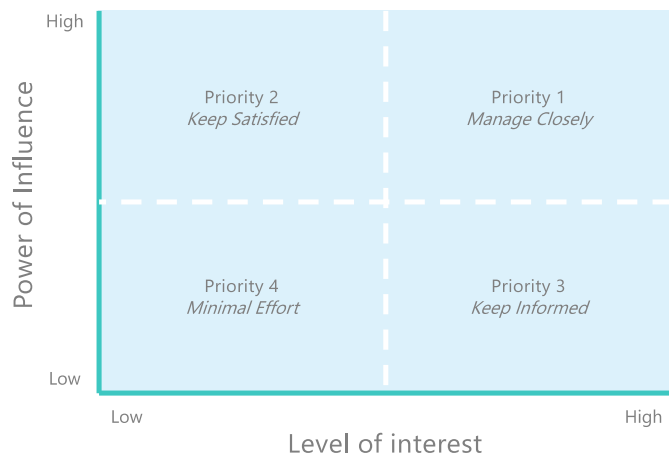 High
Power of Influence
Priority 2
Keep Satisfied
Priority 1
Manage Closely
Priority 4
Minimal Effort
Priority 3
Keep Informed
Low
Low
High
Level of interest